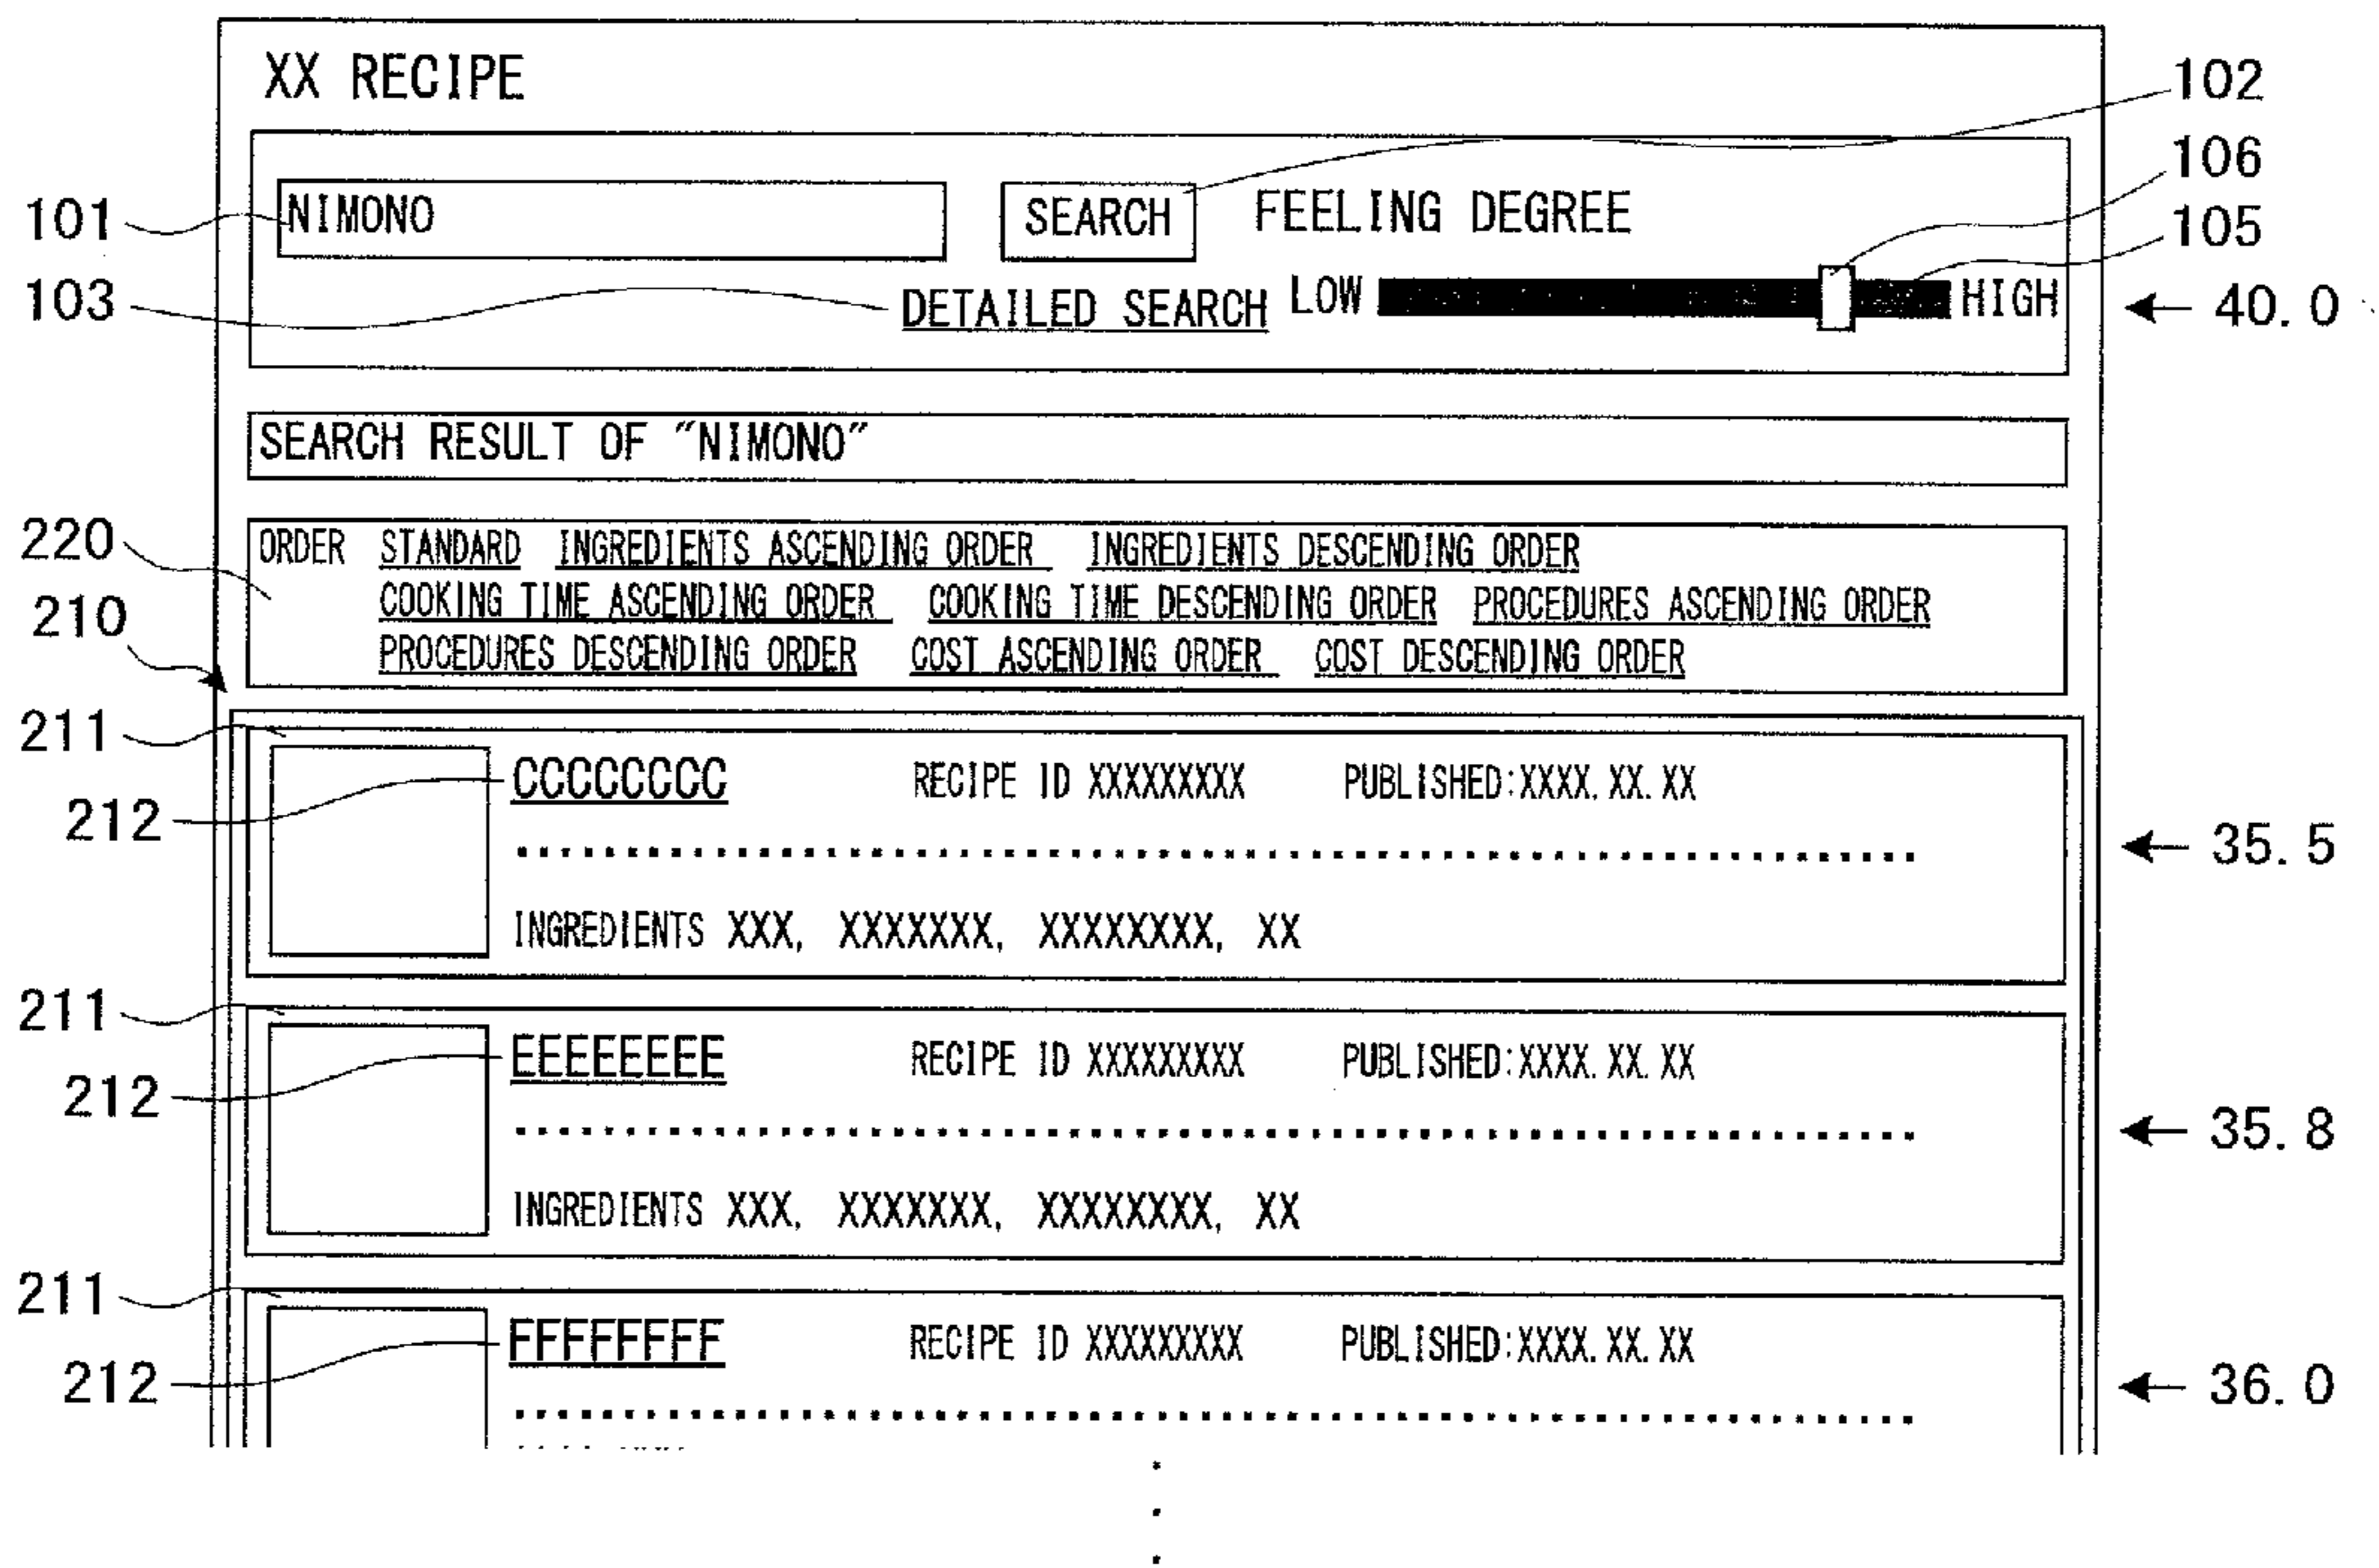 XX RECIPE
102
106
101 NIMONO SEARCH FEELING DEGREE
105
103 DETAILED SEARCH LOW HIGH 40.0
SEARCH RESULT OF "NIMONO"
220 ORDER STANDARD INGREDIENTS ASCENDING ORDER INGREDIENTS DESCENDING ORDER
210 COOKING TIME ASCENDING ORDER COOKING TIME DESCENDING ORDER PROCEDURES ASCENDING ORDER
PROCEDURES DESCENDING ORDER COST ASCENDING ORDER COST DESCENDING ORDER
211
212 CCCCCCCC RECIPE ID XXXXXXXXX PUBLISHED:XXXX.XX.XX
35.5
INGREDIENTS XXX, XXXXXXX, XXXXXXXX, XX
211
212 EEEEEEEE RECIPE ID XXXXXXXXX PUBLISHED:XXXX.XX.XX
35.8
INGREDIENTS XXX, XXXXXXX, XXXXXXXX, XX
211
212 FFFFFFFF RECIPE ID XXXXXXXXX PUBLISHED:XXXX.XX.XX
36.0